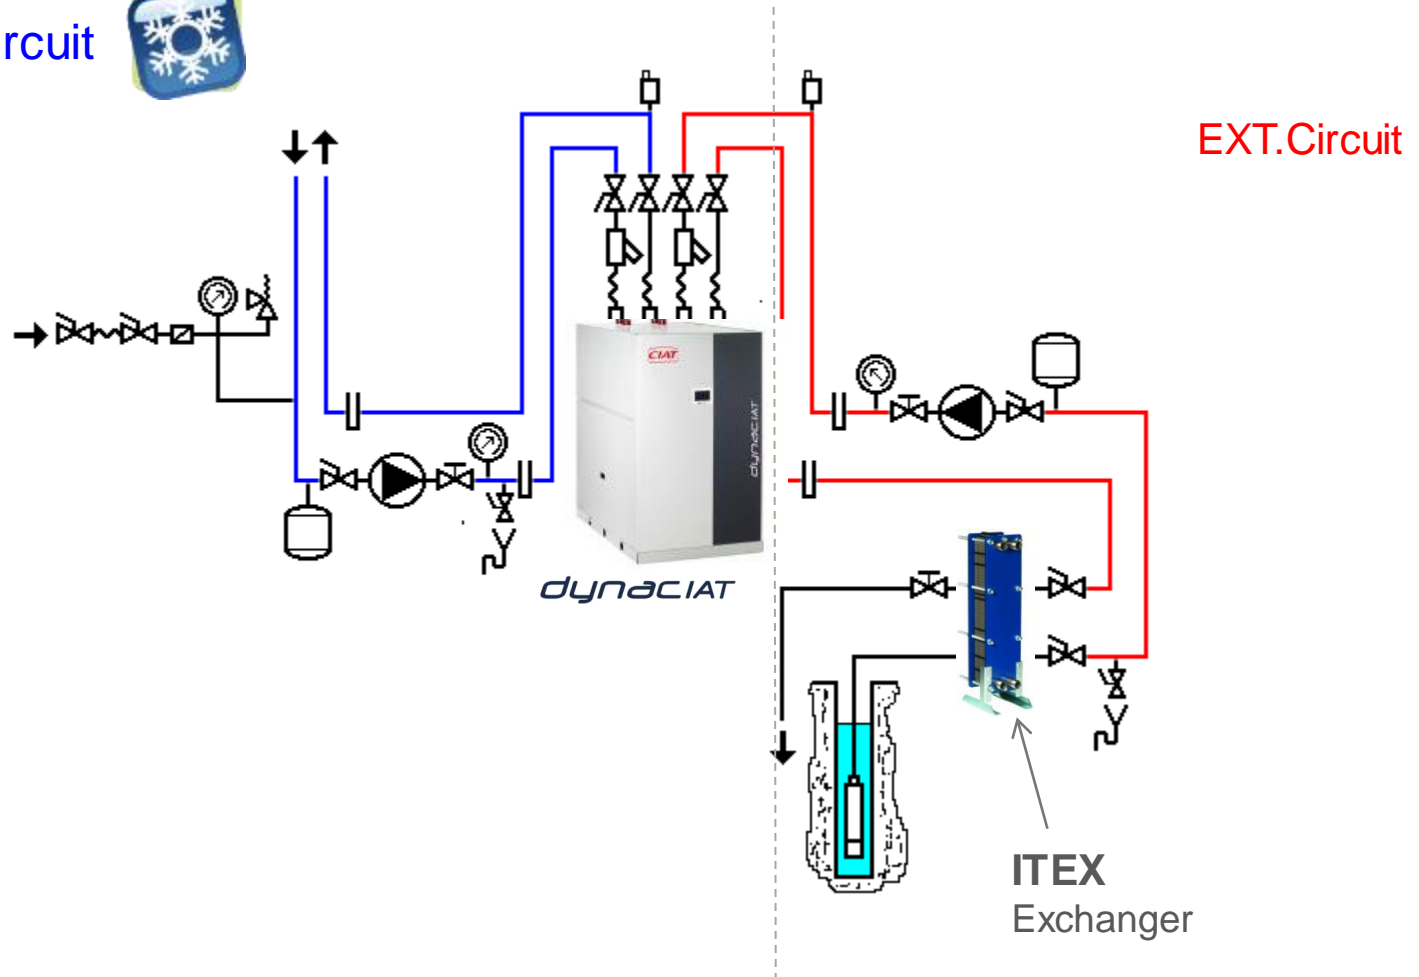 rcuit
EXT.Circuit
CIAT
dynaCIAT
dynaCIAT
ITEX
Exchanger